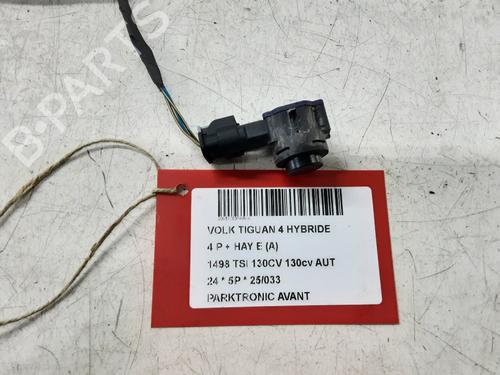 B-PARTS
VOLK TIGUAN 4 HYBRIDE
4 P + HAY E (A)
1498 TSI 130CV 130cv AUT
24 * 5P * 25/033
PARKTRONIC AVANT